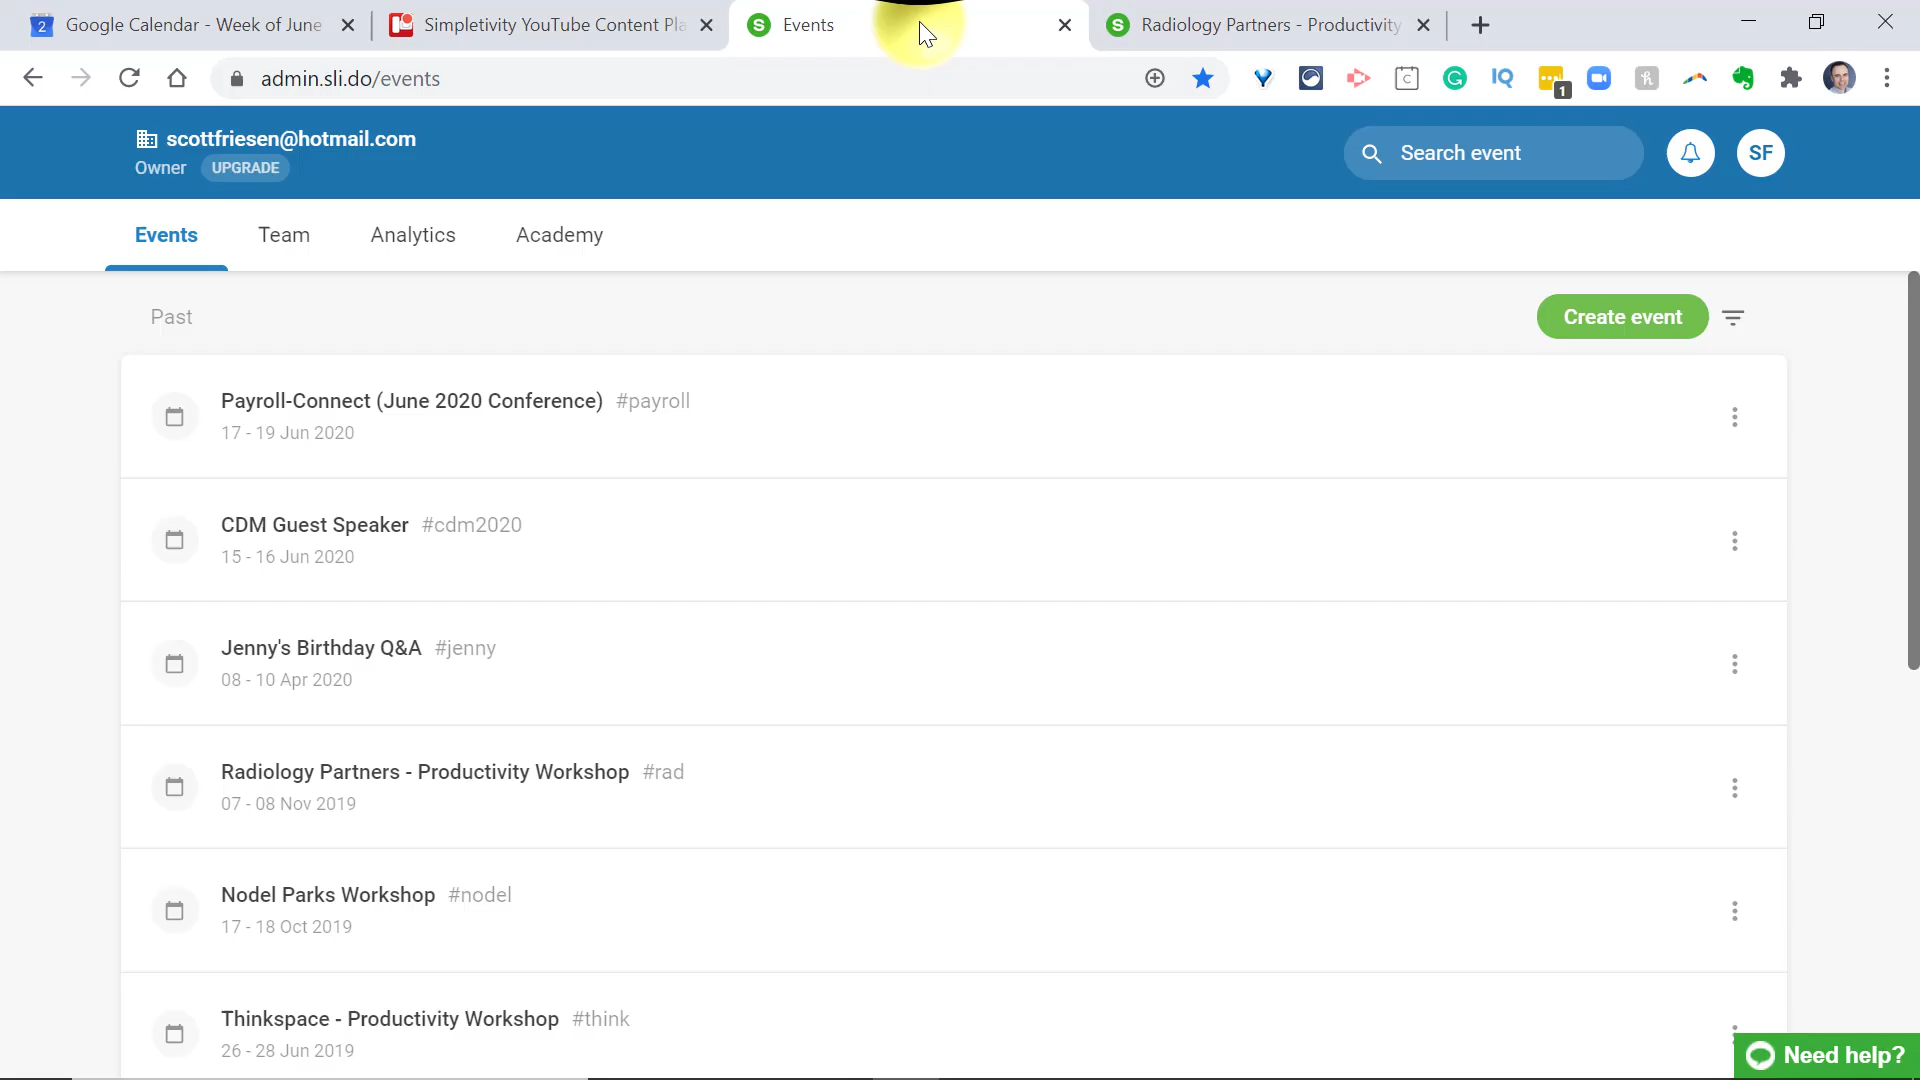 Google Calendar - Week of June
Simpletivity YouTube Content Pla
Events
Radiology Partners - Productivity
admin.sli.do/events
1
scottfriesen@hotmail.com
Owner UPGRADE
Search event
SF
Events Team Analytics Academy
Past
Create event
Payroll-Connect (June 2020 Conference) #payroll
17 - 19 Jun 2020
CDM Guest Speaker #cdm2020
15 - 16 Jun 2020
Jenny's Birthday Q&A #jenny
08 - 10 Apr 2020
Radiology Partners - Productivity Workshop #rad
07 - 08 Nov 2019
Nodel Parks Workshop #nodel
17 - 18 Oct 2019
Thinkspace - Productivity Workshop #think
26 - 28 Jun 2019
Need help?